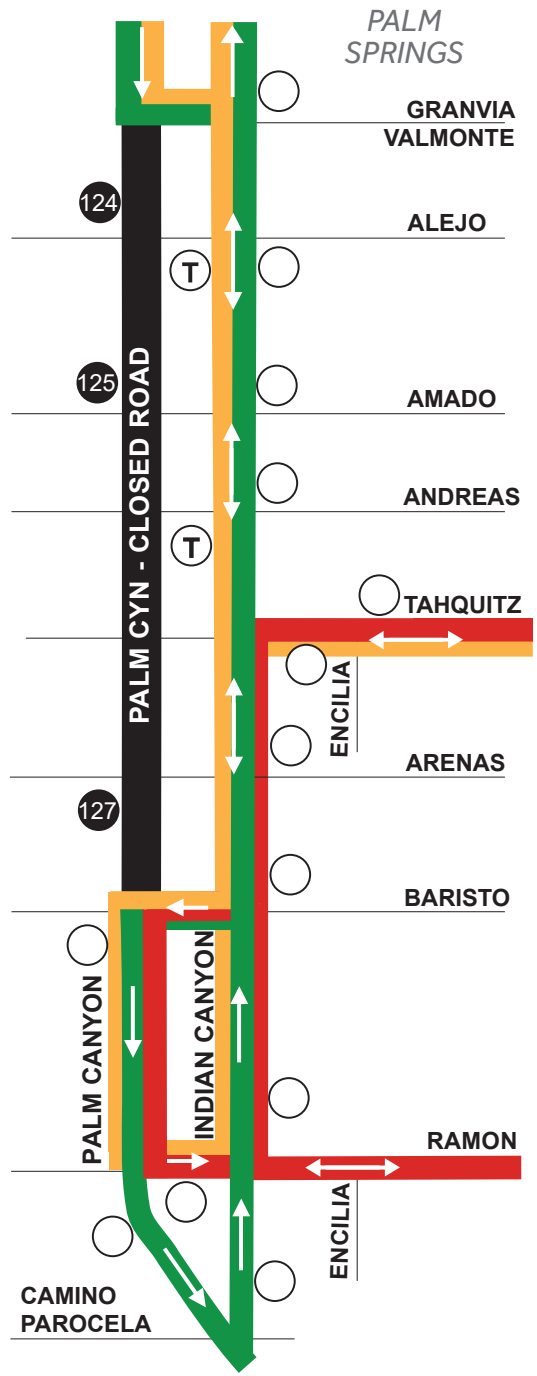 PALM
SPRINGS
GRANVIA
VALMONTE
124
ALEJO
T
125
AMADO
PALM CYN - CLOSED ROAD
ANDREAS
T
TAHQUITZ
ENCILIA
ARENAS
127
BARISTO
PALM CANYON
INDIAN CANYON
RAMON
ENCILIA
CAMINO
PAROCELA